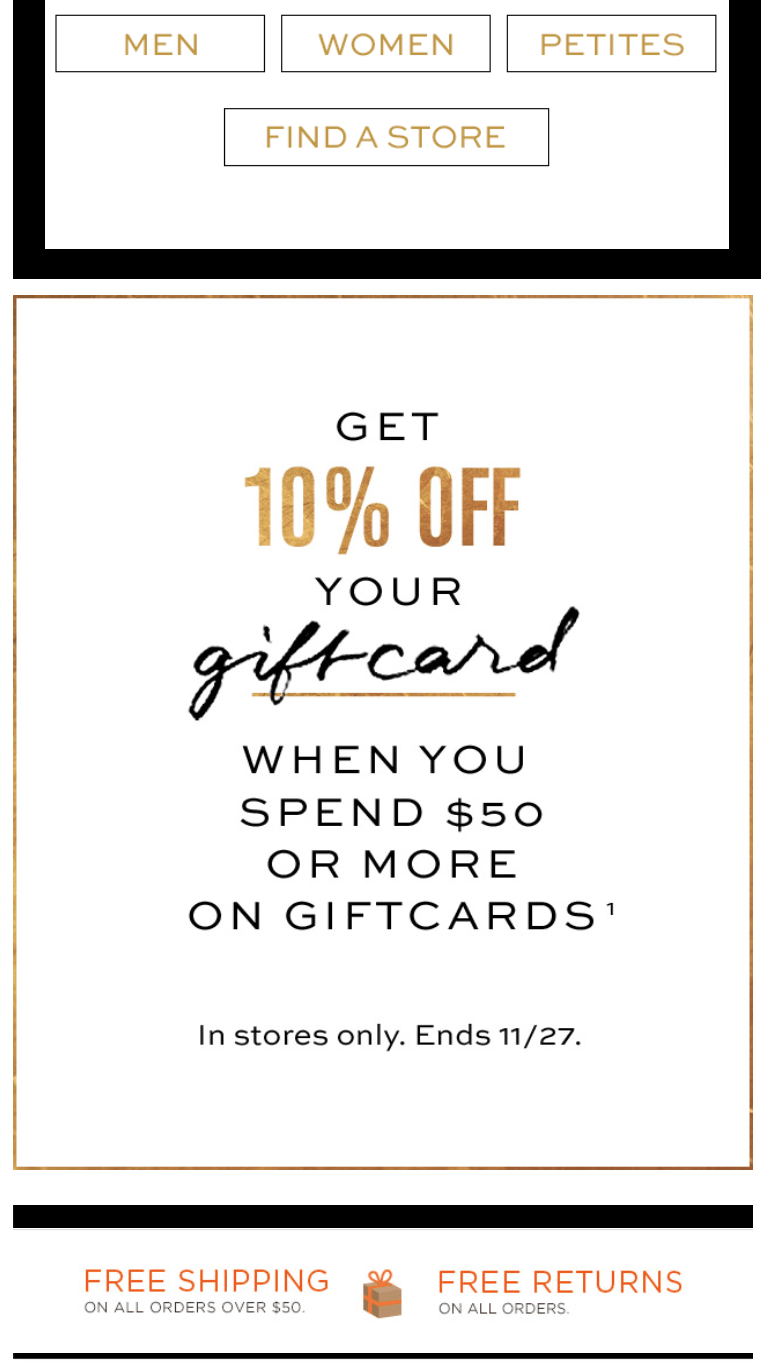 MEN WOMEN PETITES
FIND A STORE
GET
10% OFF
YOUR
giftcard
WHEN YOU
SPEND $50
OR MORE
ON GIFTCARDS¹
In stores only. Ends 11/27.
FREE SHIPPING
ON ALL ORDERS OVER $50.
FREE RETURNS
ON ALL ORDERS.